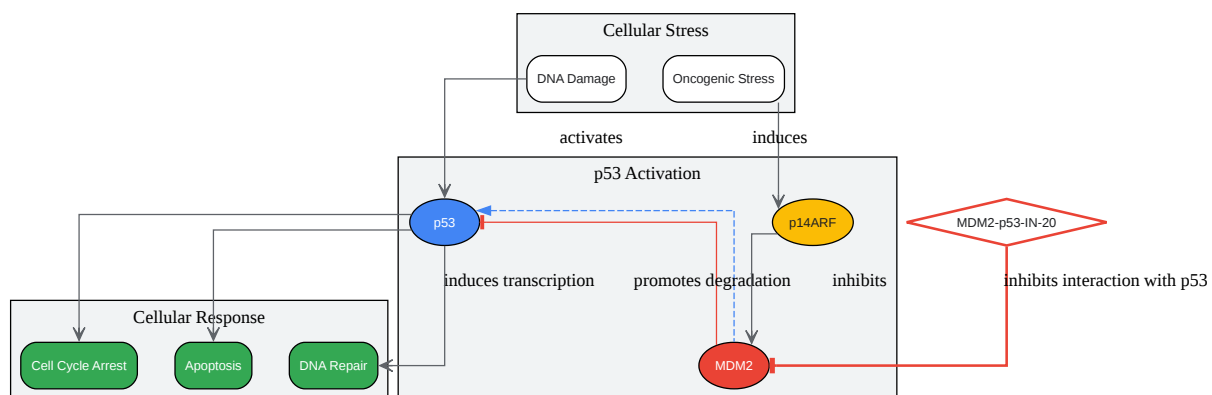 Cellular Stress
DNA Damage
Oncogenic Stress
activates
induces
p53 Activation
p53
p14ARF
MDM2-p53-IN-20
induces transcription
promotes degradation
inhibits
inhibits interaction with p53
Cellular Response
Cell Cycle Arrest
Apoptosis
DNA Repair
MDM2